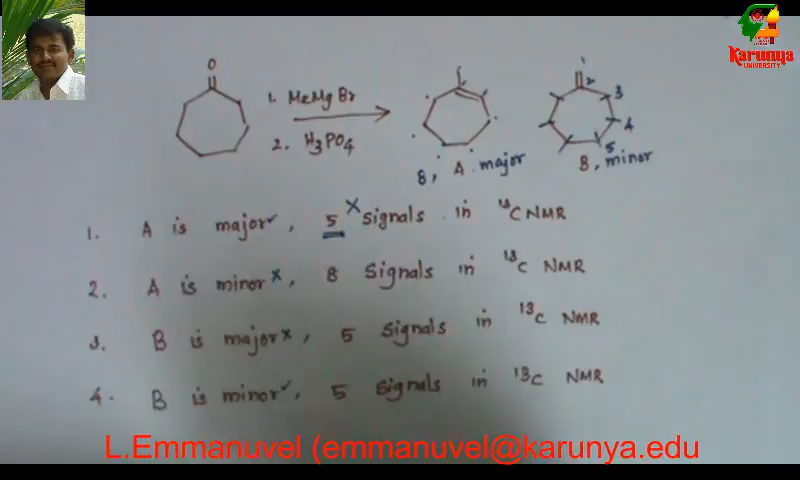 Karunya
UNIVERSITY
O
1. MeMgBr
2. H3PO4
1
2
3
4
5
8, A major
B, minor
1. A is major✓, 5 x Signals in 13C NMR
2. A is minor x, 8 Signals in 13C NMR
3. B is major x, 5 Signals in 13C NMR
4. B is minor✓, 5 Signals in 13C NMR
L.Emmanuvel (emmanuvel@karunya.edu